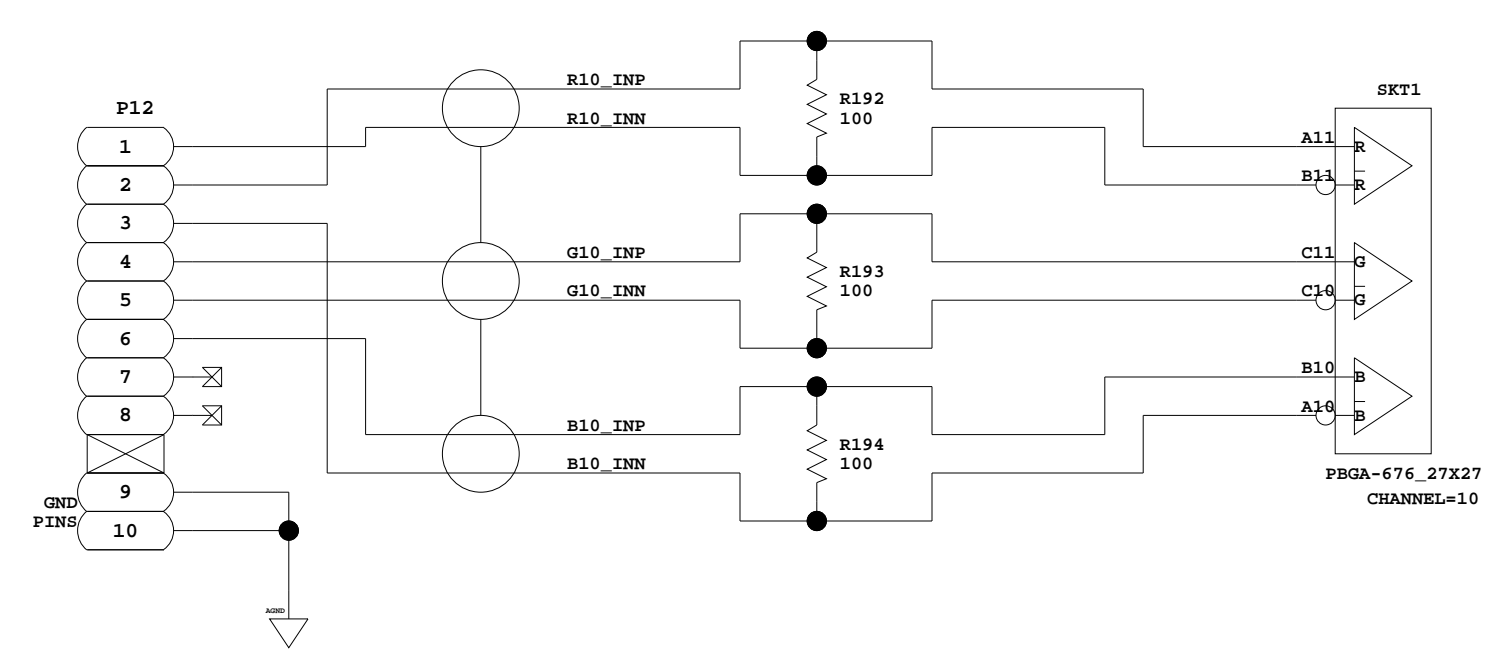 P12
1
2
3
4
5
6
7
8
9
10
GND
PINS
AGND
R10_INP
R10_INN
G10_INP
G10_INN
B10_INP
B10_INN
R192
100
R193
100
R194
100
SKT1
A11
R
B11
R
C11
G
C10
G
B10
B
A10
B
PBGA-676_27X27
CHANNEL=10